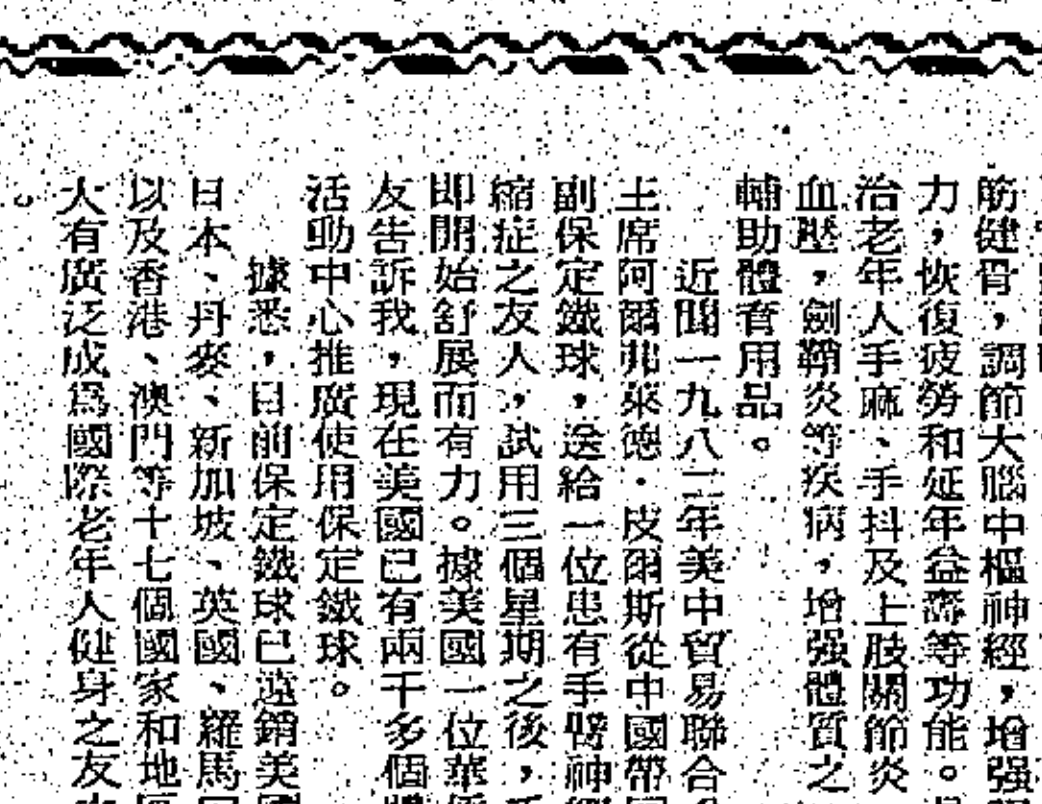 筋健骨，調節大腦中樞神經，增强
力，恢復疲勞和延年益壽等功能。
治老年人手麻、手抖及上肢關節炎
血壓，劍鞘炎等疾病，增强體質之
輔助體育用品。
近聞一九八二年美中貿易聯合
主席阿爾弗萊德·皮爾斯從中國帶
副保定鐵球，送給一位患有手臂神
縮症之友人，試用三個星期之後，
即開始舒展而有力。據美國一位華
友告訴我，現在美國已有兩千多個
活動中心推廣使用保定鐵球。
據悉，目前保定鐵球已遠銷美國
日本、丹麥、新加坡、英國、羅馬
以及香港、澳門等十七個國家和地
大有廣泛成爲國際老年人健身之友
。